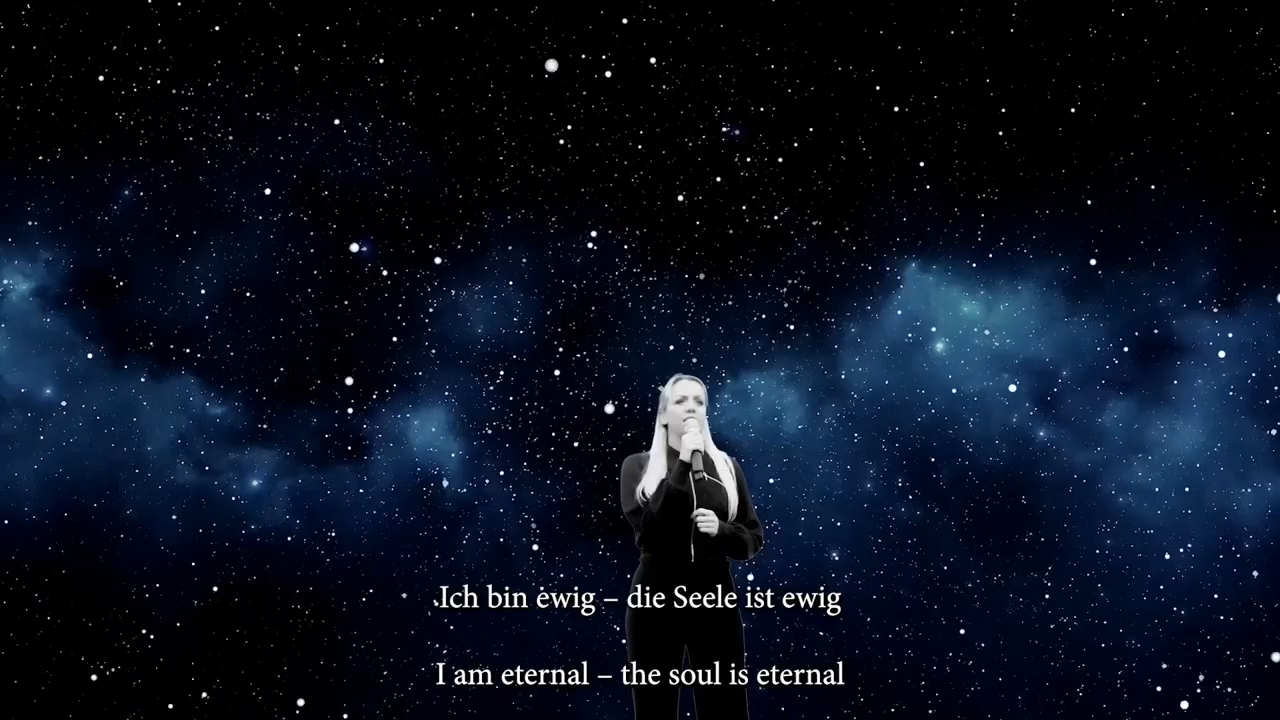 Ich bin ewig – die Seele ist ewig
I am eternal – the soul is eternal